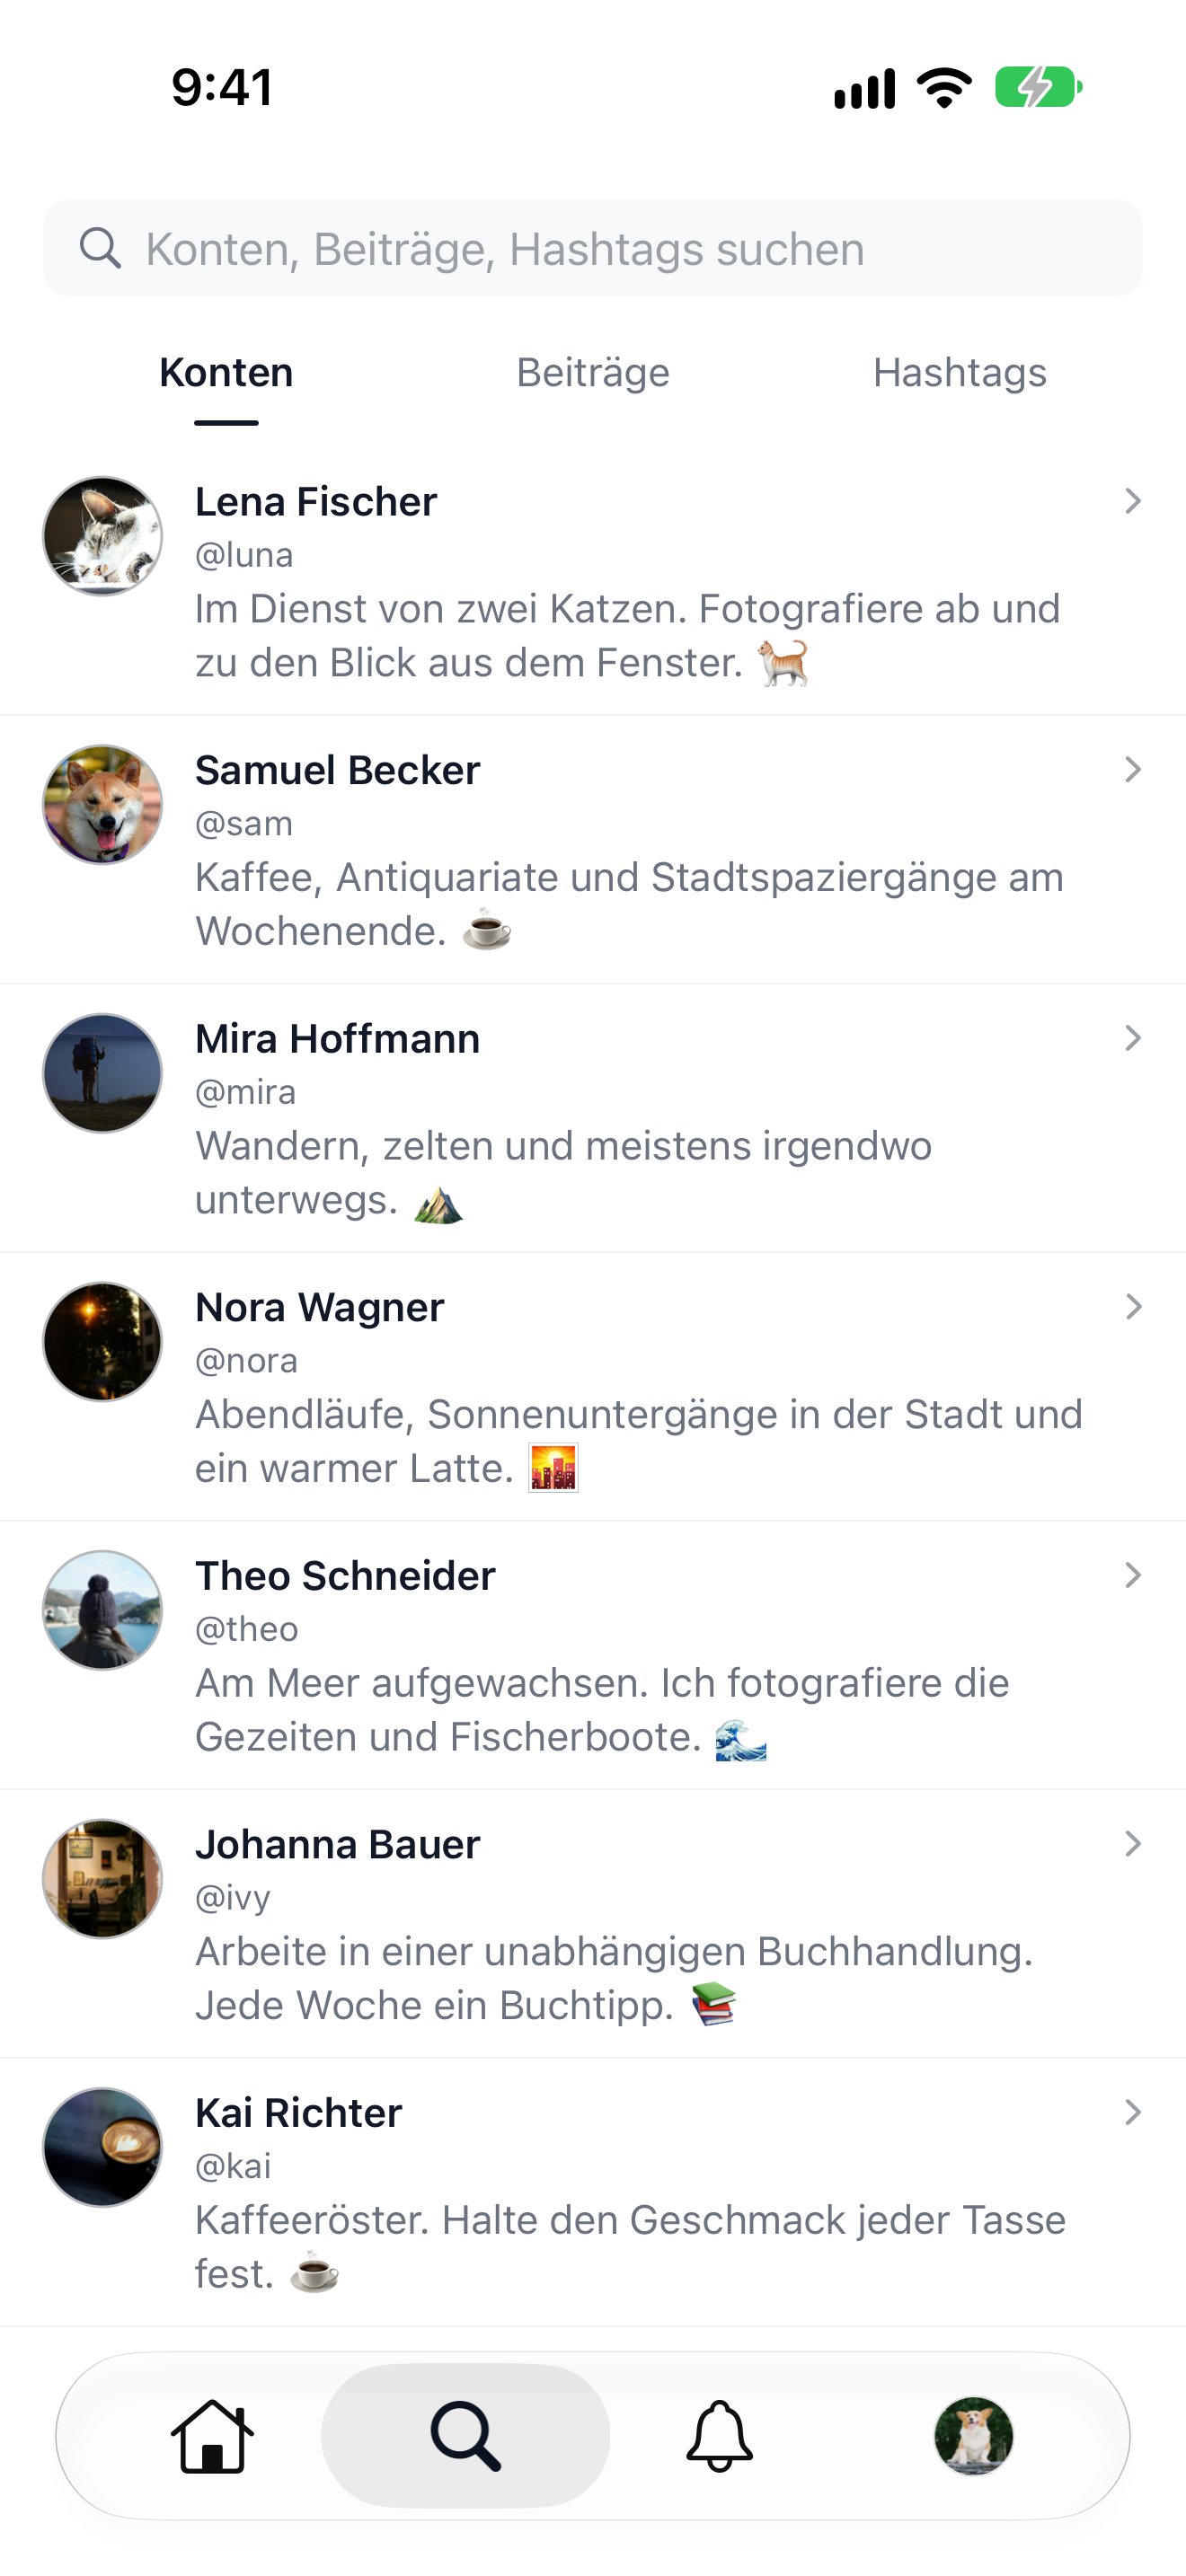 9:41
Konten, Beiträge, Hashtags suchen
Konten Beiträge Hashtags
Lena Fischer
@luna
Im Dienst von zwei Katzen. Fotografiere ab und
zu den Blick aus dem Fenster. 🐈
Samuel Becker
@sam
Kaffee, Antiquariate und Stadtspaziergänge am
Wochenende. ☕
Mira Hoffmann
@mira
Wandern, zelten und meistens irgendwo
unterwegs. ⛰️
Nora Wagner
@nora
Abendläufe, Sonnenuntergänge in der Stadt und
ein warmer Latte. 🌇
Theo Schneider
@theo
Am Meer aufgewachsen. Ich fotografiere die
Gezeiten und Fischerboote. 🌊
Johanna Bauer
@ivy
Arbeite in einer unabhängigen Buchhandlung.
Jede Woche ein Buchtipp. 📚
Kai Richter
@kai
Kaffeeröster. Halte den Geschmack jeder Tasse
fest. ☕